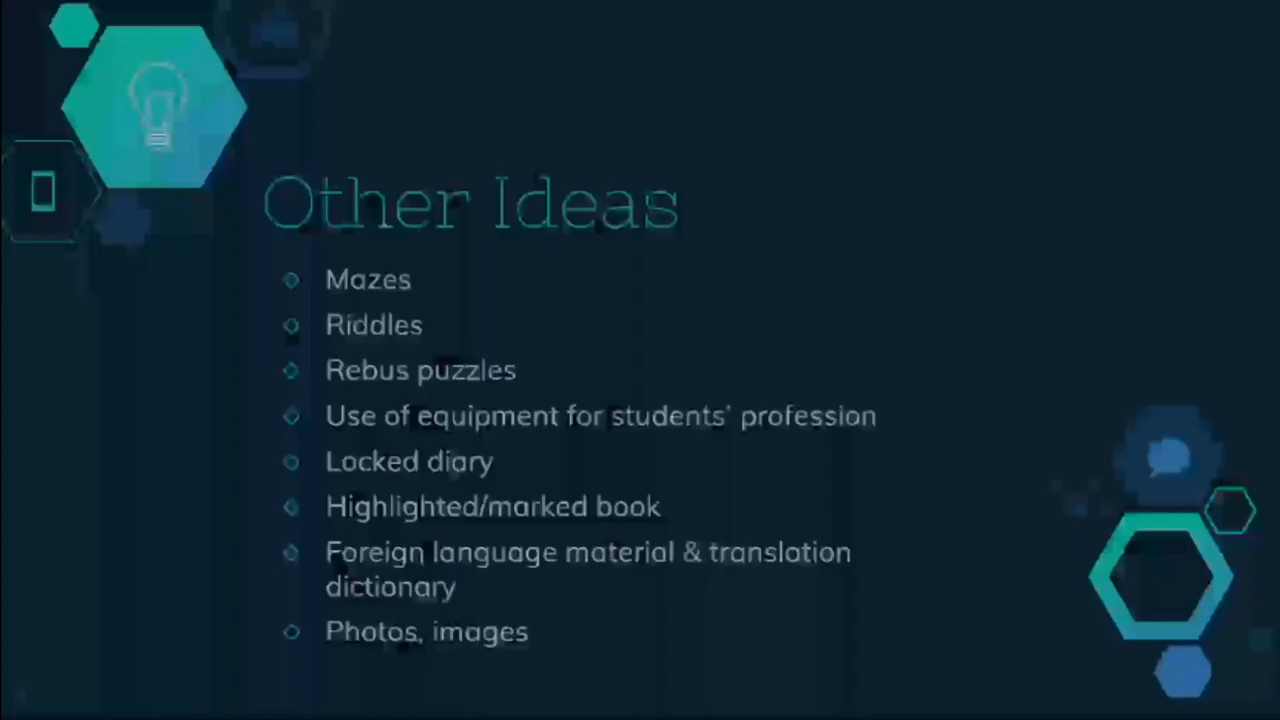 Other Ideas
Mazes
Riddles
Rebus puzzles
Use of equipment for students' profession
Locked diary
Highlighted/marked book
Foreign language material & translation
dictionary
Photos, images